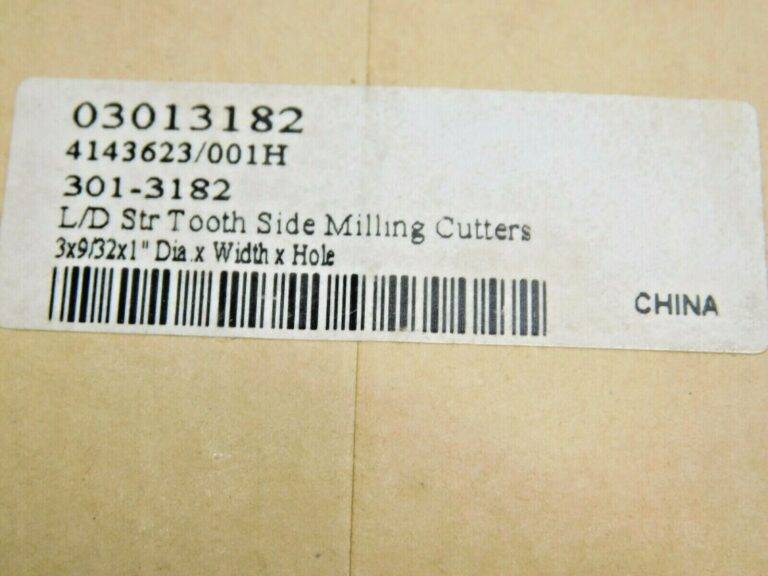 03013182
4143623/001H
301-3182
L/D Str Tooth Side Milling Cutters
3x9/32x1" Dia.x Width x Hole
CHINA